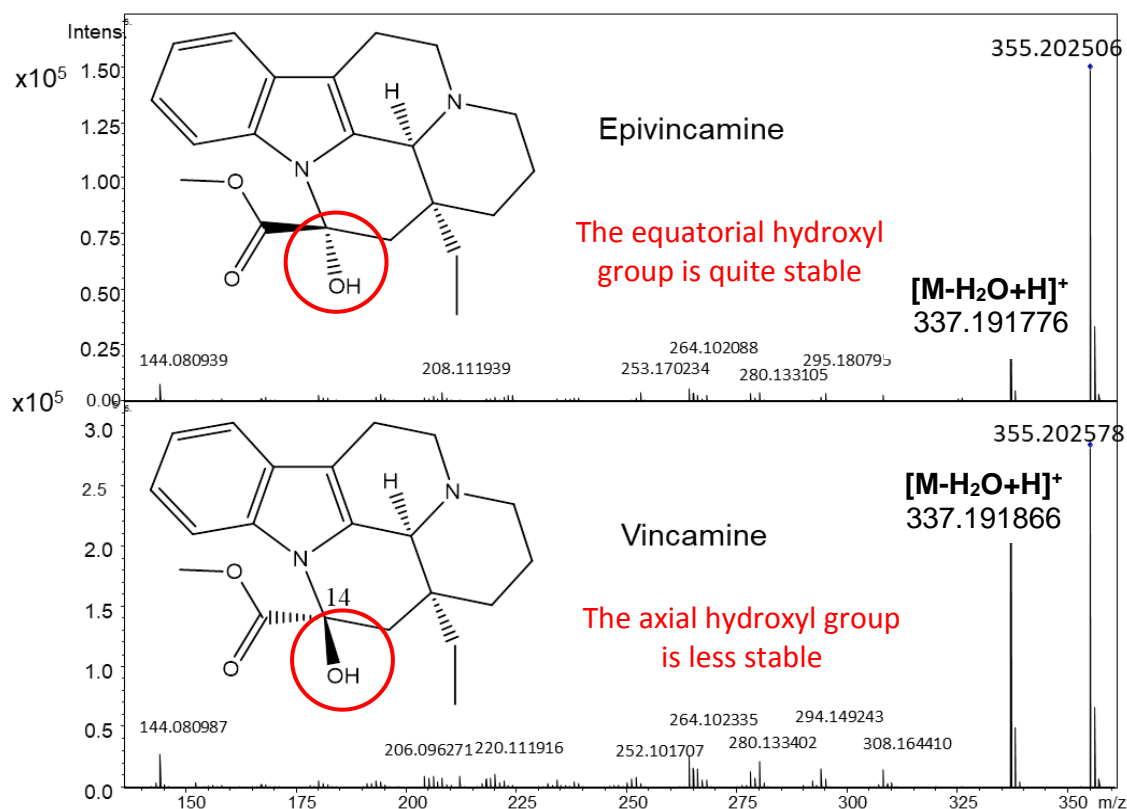 Intens.
x10⁵
1.50
1.25
1.00
0.75
0.50
0.25
0.00
355.202506
Epivincamine
H
N
N
O
O
OH
The equatorial hydroxyl
group is quite stable
[M-H₂O+H]⁺
337.191776
144.080939
208.111939
253.170234
264.102088
280.133105
295.180795
x10⁵
3.0
2.5
2.0
1.5
1.0
0.5
0.0
355.202578
[M-H₂O+H]⁺
337.191866
Vincamine
H
N
N
O
14
O
OH
The axial hydroxyl group
is less stable
144.080987
206.096271
220.111916
252.101707
264.102335
280.133402
294.149243
308.164410
150
175
200
225
250
275
300
325
350
m/z